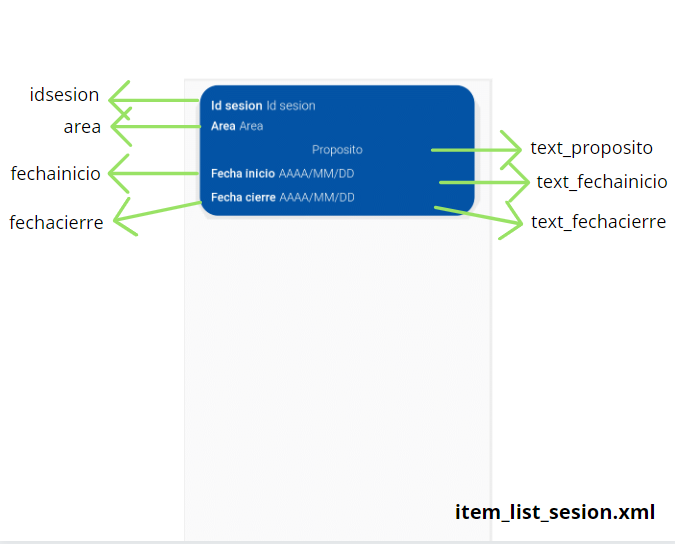 idsesion
Id sesion Id sesion
area
Area Area
Proposito
text_proposito
fechainicio
Fecha inicio AAAA/MM/DD
text_fechainicio
fechacierre
Fecha cierre AAAA/MM/DD
text_fechacierre
item_list_sesion.xml